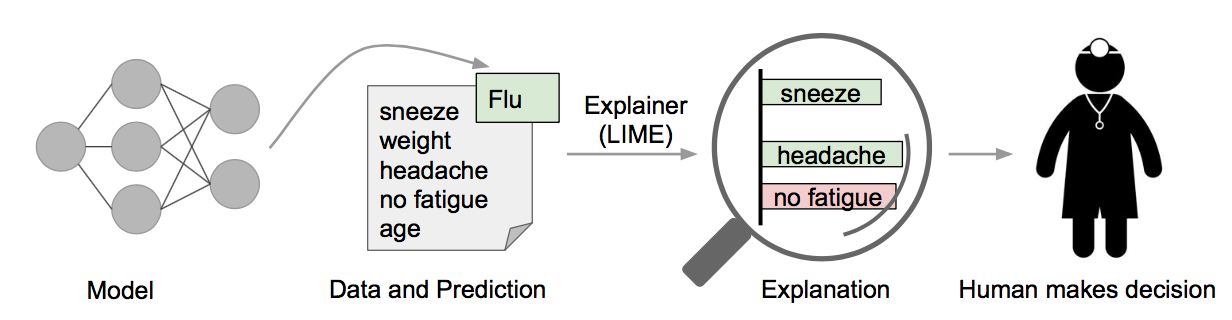 Flu
sneeze
weight
headache
no fatigue
age
Explainer
(LIME)
sneeze
headache
no fatigue
Model
Data and Prediction
Explanation
Human makes decision